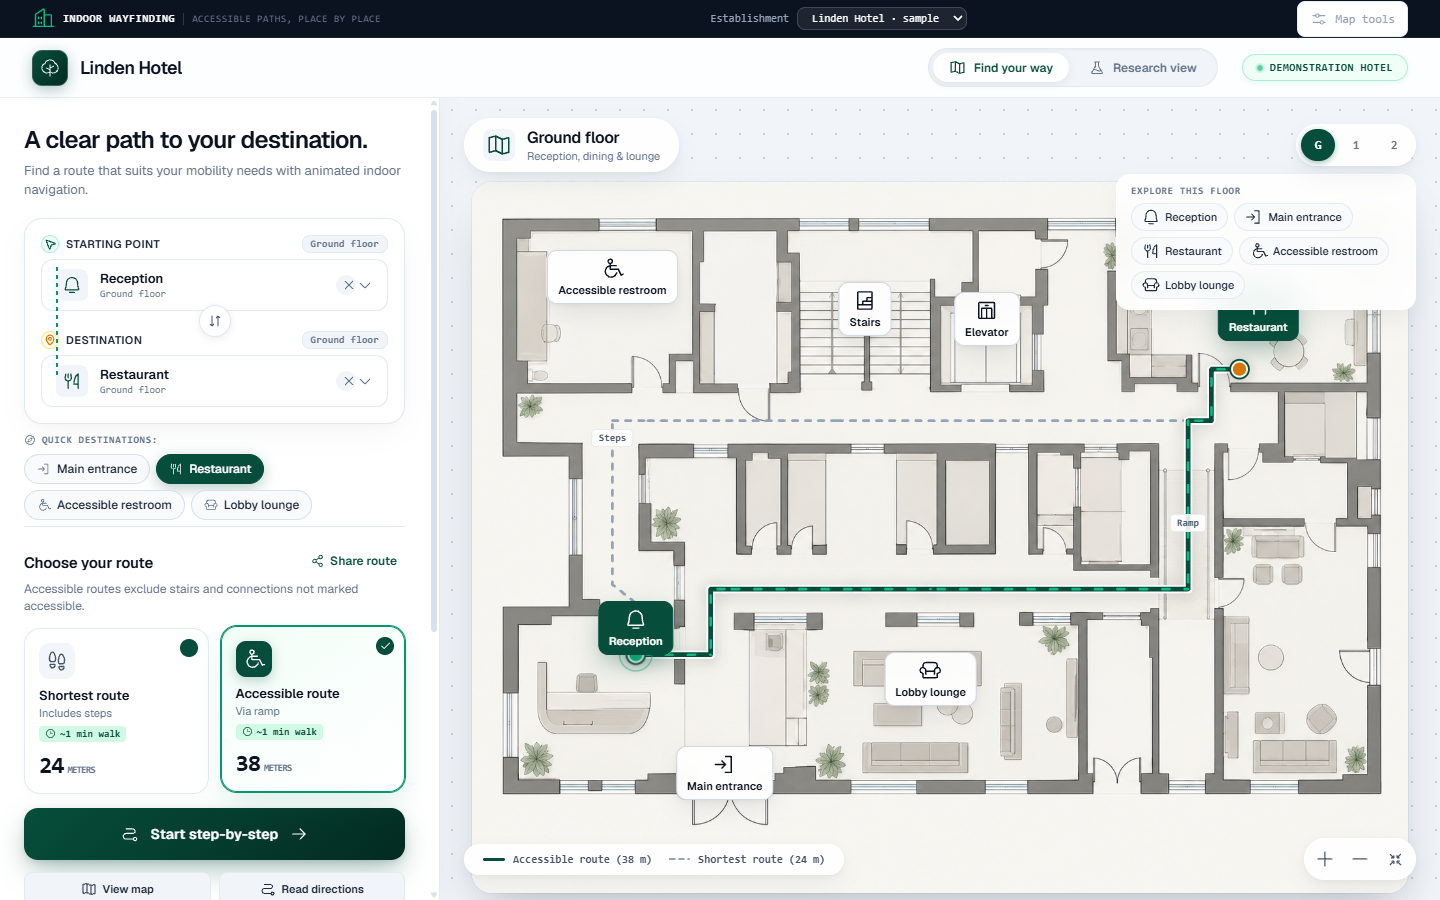 INDOOR WAYFINDING
ACCESSIBLE PATHS, PLACE BY PLACE
Establishment
Linden Hotel · sample
Map tools
Linden Hotel
Find your way
Research view
DEMONSTRATION HOTEL
A clear path to your destination.
Find a route that suits your mobility needs with animated indoor
navigation.
STARTING POINT
Ground floor
Reception
Ground floor
DESTINATION
Ground floor
Restaurant
Ground floor
QUICK DESTINATIONS:
Main entrance
Restaurant
Accessible restroom
Lobby lounge
Choose your route
Share route
Accessible routes exclude stairs and connections not marked
accessible.
Shortest route
Includes steps
~1 min walk
24 METERS
Accessible route
Via ramp
~1 min walk
38 METERS
Start step-by-step
View map
Read directions
Ground floor
Reception, dining & lounge
G
1
2
EXPLORE THIS FLOOR
Reception
Main entrance
Restaurant
Accessible restroom
Lobby lounge
Accessible restroom
Stairs
Elevator
Restaurant
Steps
Ramp
Reception
Lobby lounge
Main entrance
Accessible route (38 m)
Shortest route (24 m)